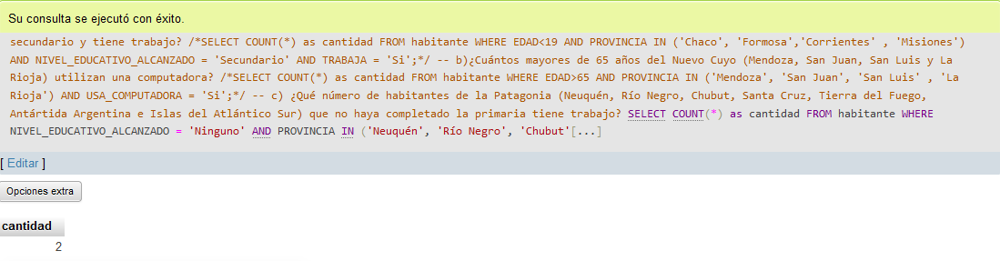 Su consulta se ejecutó con éxito.
secundario y tiene trabajo? /*SELECT COUNT(*) as cantidad FROM habitante WHERE EDAD<19 AND PROVINCIA IN ('Chaco', 'Formosa','Corrientes' , 'Misiones')
AND NIVEL_EDUCATIVO_ALCANZADO = 'Secundario' AND TRABAJA = 'Si';*/ -- b)¿Cuántos mayores de 65 años del Nuevo Cuyo (Mendoza, San Juan, San Luis y La
Rioja) utilizan una computadora? /*SELECT COUNT(*) as cantidad FROM habitante WHERE EDAD>65 AND PROVINCIA IN ('Mendoza', 'San Juan', 'San Luis' , 'La
Rioja') AND USA_COMPUTADORA = 'Si';*/ -- c) ¿Qué número de habitantes de la Patagonia (Neuquén, Río Negro, Chubut, Santa Cruz, Tierra del Fuego,
Antártida Argentina e Islas del Atlántico Sur) que no haya completado la primaria tiene trabajo? SELECT COUNT(*) as cantidad FROM habitante WHERE
NIVEL_EDUCATIVO_ALCANZADO = 'Ninguno' AND PROVINCIA IN ('Neuquén', 'Río Negro', 'Chubut'[...]
[ Editar ]
Opciones extra
cantidad
2